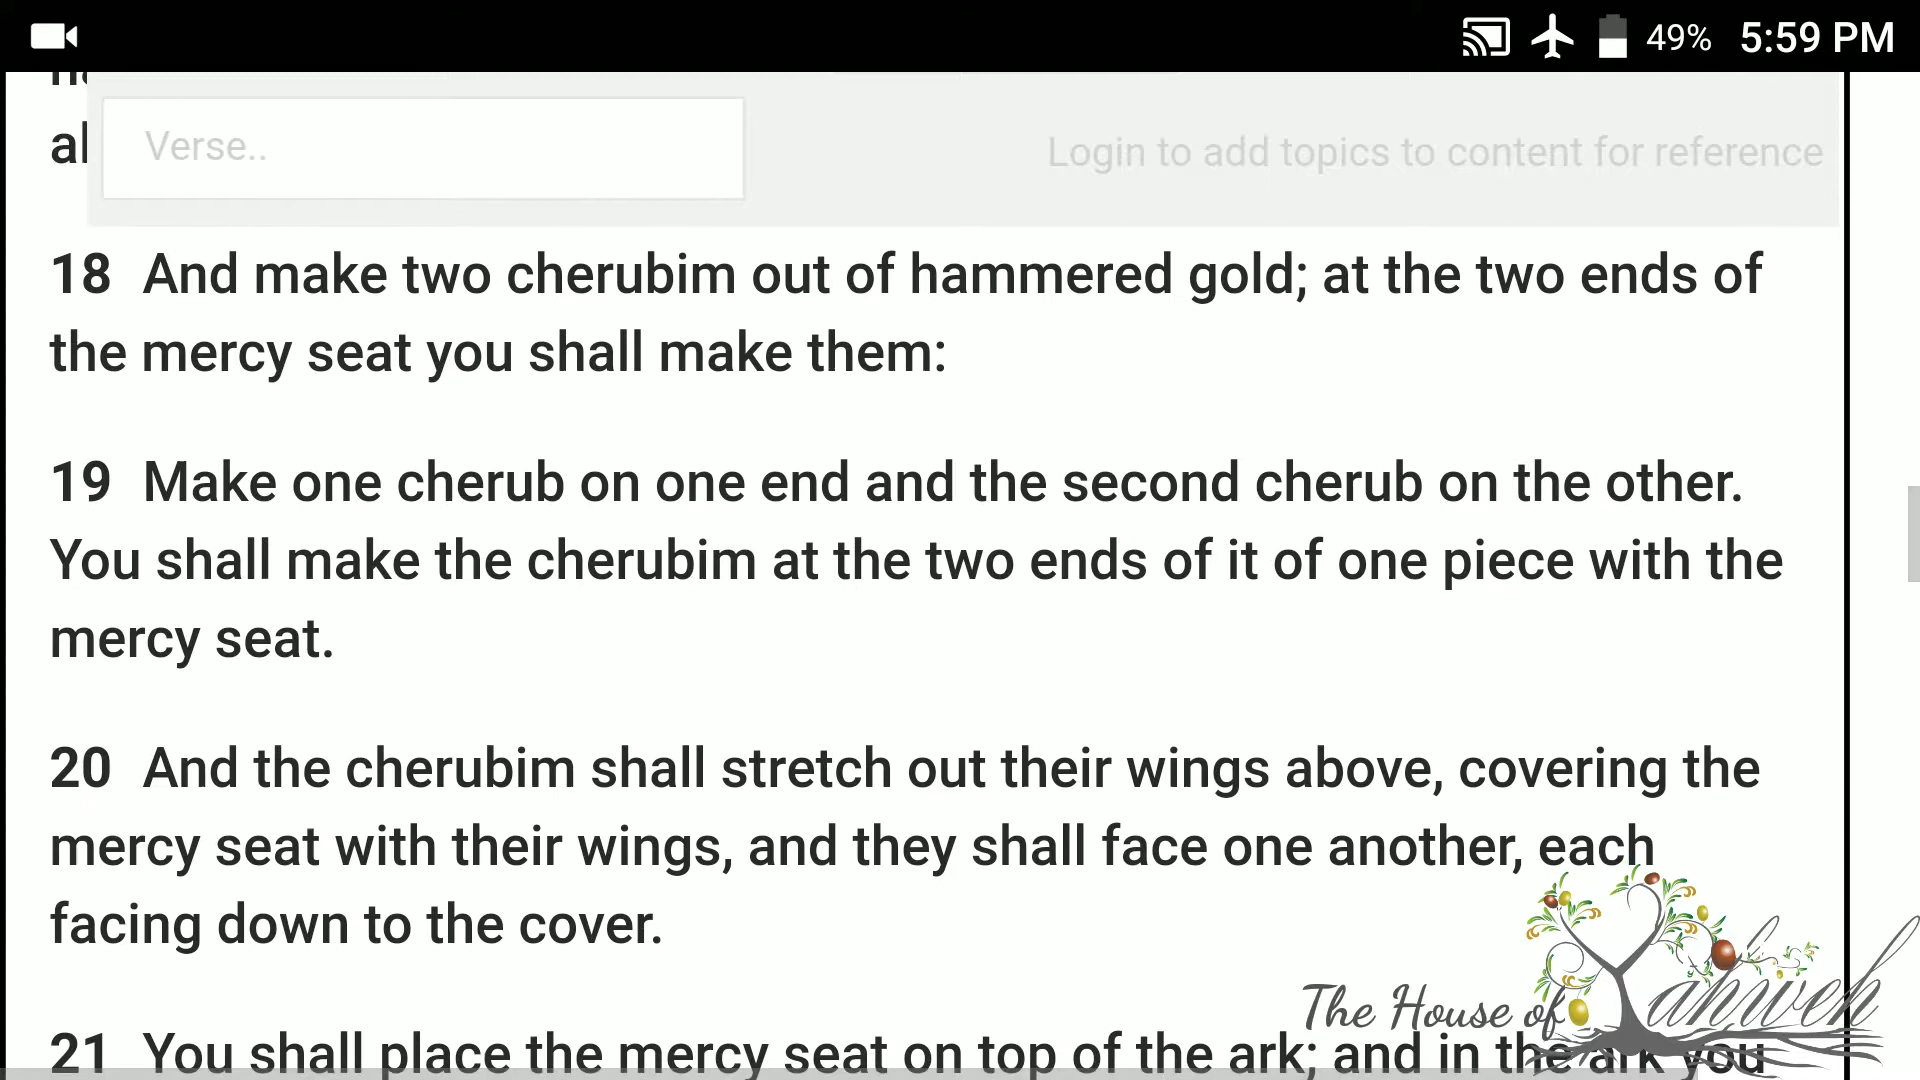 49% 5:59 PM
al
Verse..
Login to add topics to content for reference
18 And make two cherubim out of hammered gold; at the two ends of
the mercy seat you shall make them:
19 Make one cherub on one end and the second cherub on the other.
You shall make the cherubim at the two ends of it of one piece with the
mercy seat.
20 And the cherubim shall stretch out their wings above, covering the
mercy seat with their wings, and they shall face one another, each
facing down to the cover.
The House of Yahweh
21 You shall place the mercy seat on top of the ark; and in the ark you